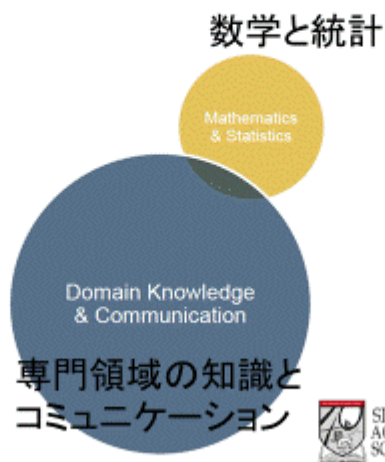 数学と統計
Mathematics
& Statistics
Domain Knowledge
& Communication
専門領域の知識と
コミュニケーション